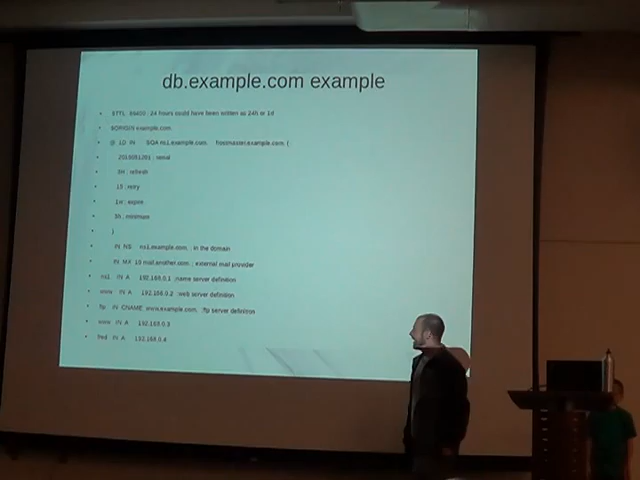 db.example.com example
$TTL 86400 ; 24 hours could have been written as 24h or 1d
$ORIGIN example.com
@ 1D IN SOA ns1.example.com. hostmaster.example.com. (
; serial
3H ; refresh
15 ; retry
1w ; expire
3h ; minimum
)
IN NS ns1.example.com. ; in the domain
IN MX 10 mail.another.com. ; external mail provider
ns1 IN A 192.168.0.1 ;name server definition
www IN A 192.168.0.2 ;web server definition
ftp IN CNAME www.example.com. ;ftp server definition
www IN A 192.168.0.3
fred IN A 192.168.0.4